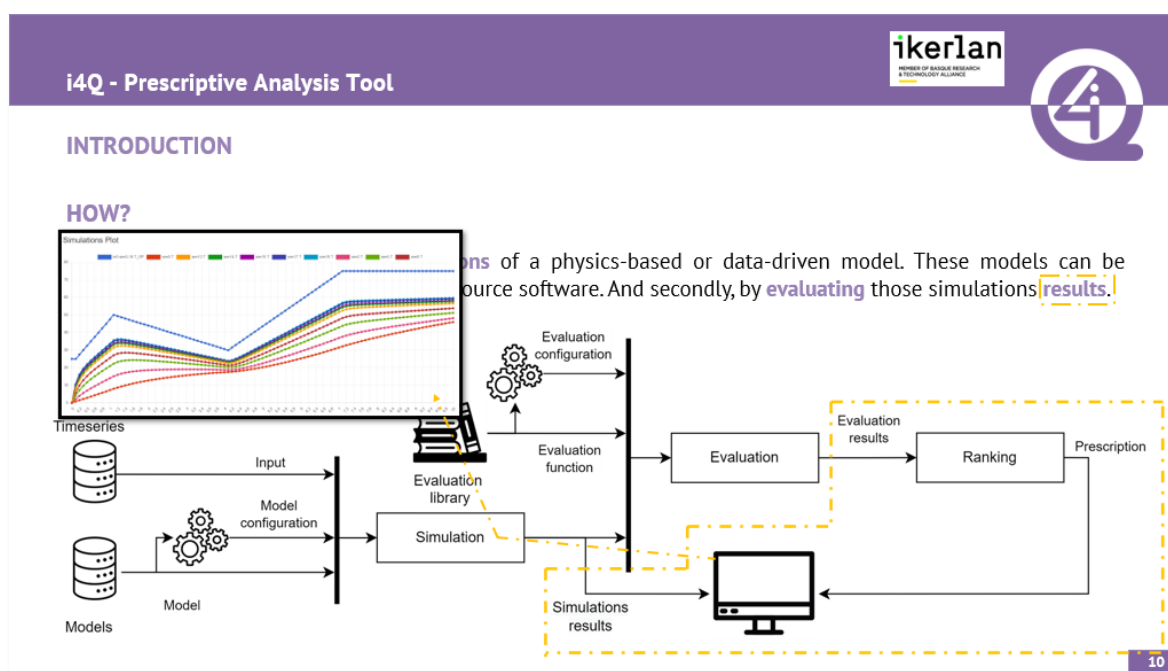 ikerlan
MEMBER OF BASQUE RESEARCH
& TECHNOLOGY ALLIANCE
i4Q - Prescriptive Analysis Tool
4i
INTRODUCTION
HOW?
Simulations Plot
ons of a physics-based or data-driven model. These models can be
ource software. And secondly, by evaluating those simulations results.
Evaluation
configuration
Timeseries
Evaluation
function
Evaluation
results
Evaluation
Ranking
Prescription
Input
Evaluation
library
Model
configuration
Simulation
Model
Models
Simulations
results
10